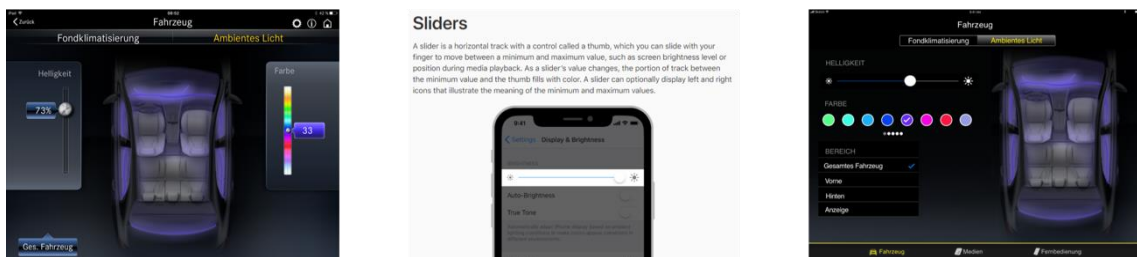 08:52
Zurück
Fahrzeug
Fondklimatisierung
Ambientes Licht
Helligkeit
Farbe
73%
33
Ges. Fahrzeug
Sliders
A slider is a horizontal track with a control called a thumb, which you can slide with your
finger to move between a minimum and maximum value, such as screen brightness level or
position during media playback. As a slider's value changes, the portion of track between
the minimum value and the thumb fills with color. A slider can optionally display left and right
icons that illustrate the meaning of the minimum and maximum values.
9:41
Settings Display & Brightness
BRIGHTNESS
Auto-Brightness
True Tone
Fahrzeug
Fondklimatisierung Ambientes Licht
HELLIGKEIT
FARBE
BEREICH
Gesamtes Fahrzeug
Vorne
Hinten
Anzeige
Fahrzeug Medien Fernbedienung